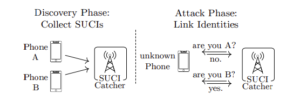 Discovery Phase:
Collect SUCIs
Phone
A
Phone
B
SUCI
Catcher
Attack Phase:
Link Identities
unknown
Phone
are you A?
no.
are you B?
yes.
SUCI
Catcher